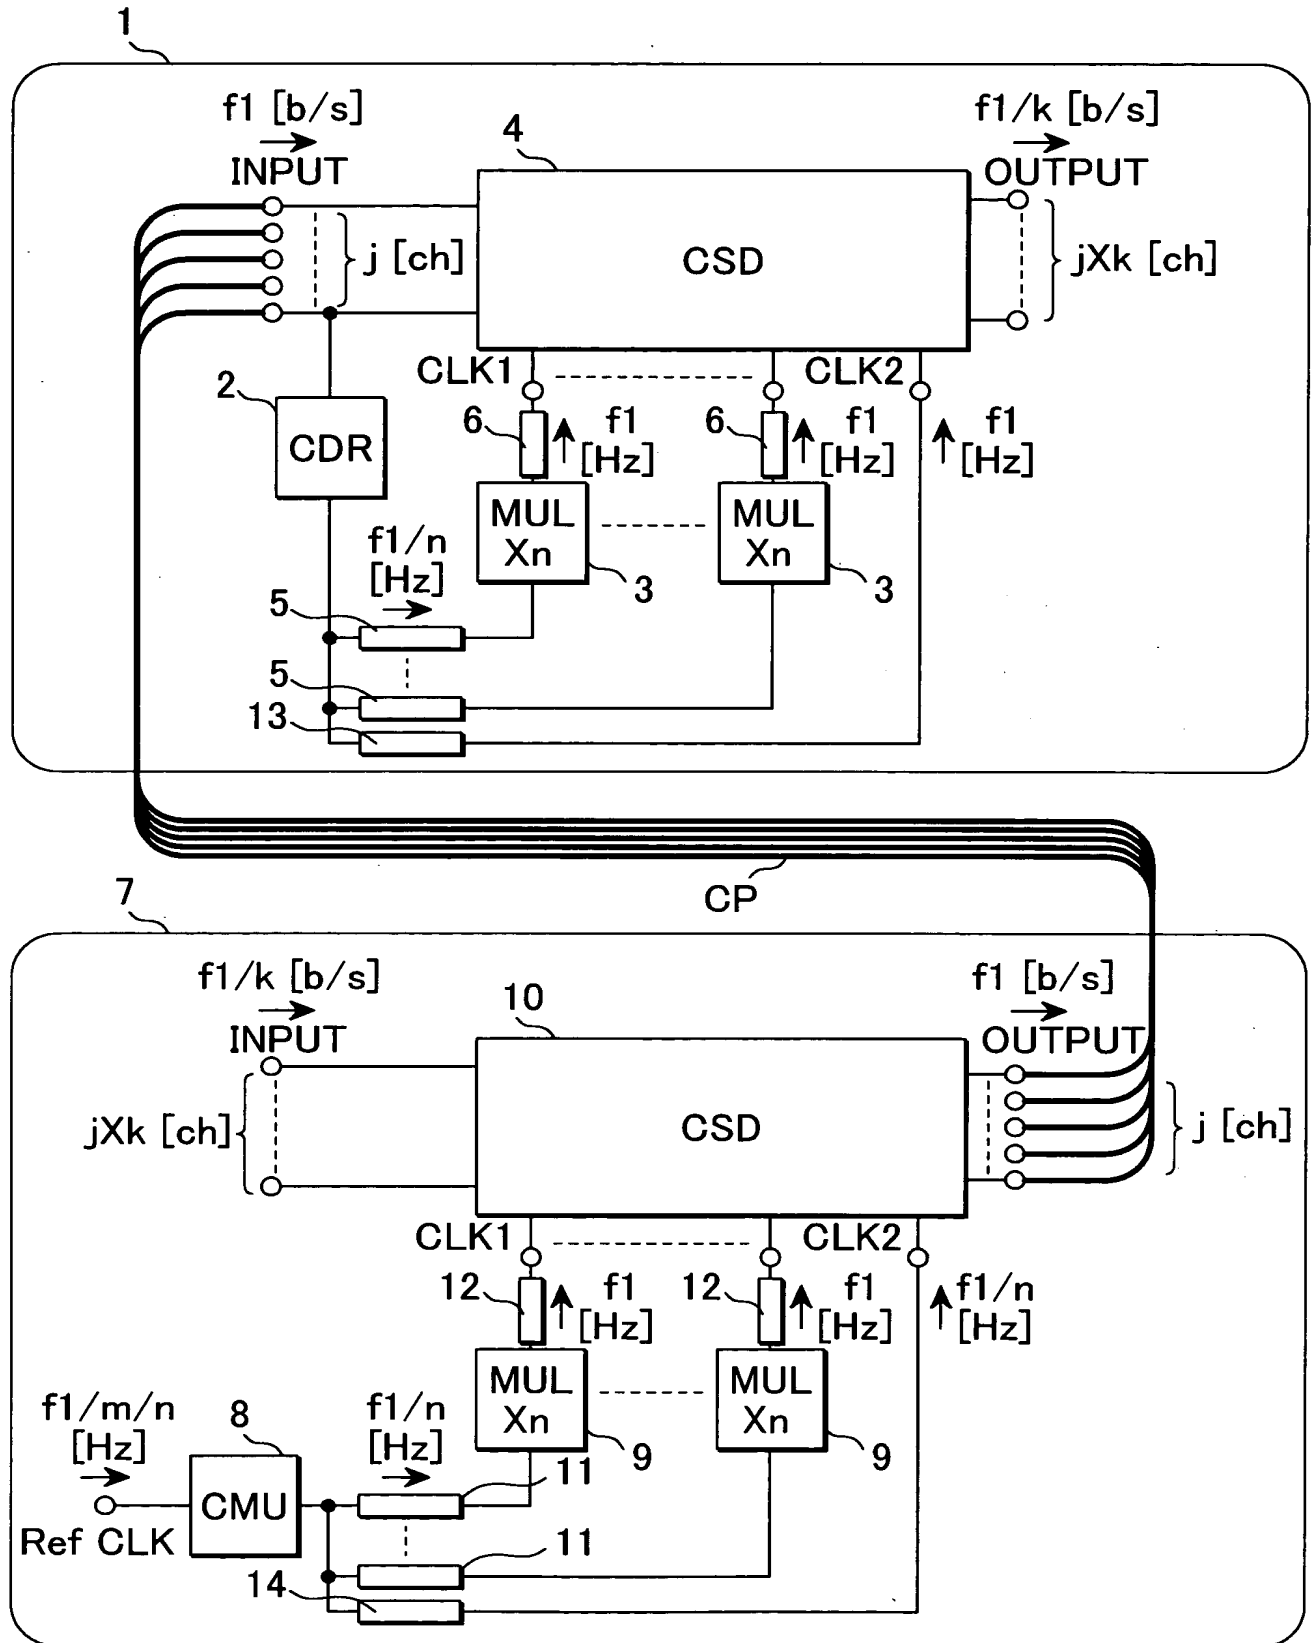 1
f1 [b/s]
INPUT
4
f1/k [b/s]
OUTPUT
j [ch]
CSD
jXk [ch]
CLK1
CLK2
2
CDR
6
f1
[Hz]
6
f1
[Hz]
f1
[Hz]
MUL
Xn
MUL
Xn
f1/n
[Hz]
3
3
5
5
13
CP
7
f1/k [b/s]
INPUT
10
f1 [b/s]
OUTPUT
jXk [ch]
CSD
j [ch]
CLK1
CLK2
12
f1
[Hz]
12
f1
[Hz]
f1/n
[Hz]
MUL
Xn
MUL
Xn
f1/m/n
[Hz]
8
f1/n
[Hz]
9
9
11
CMU
Ref CLK
11
14